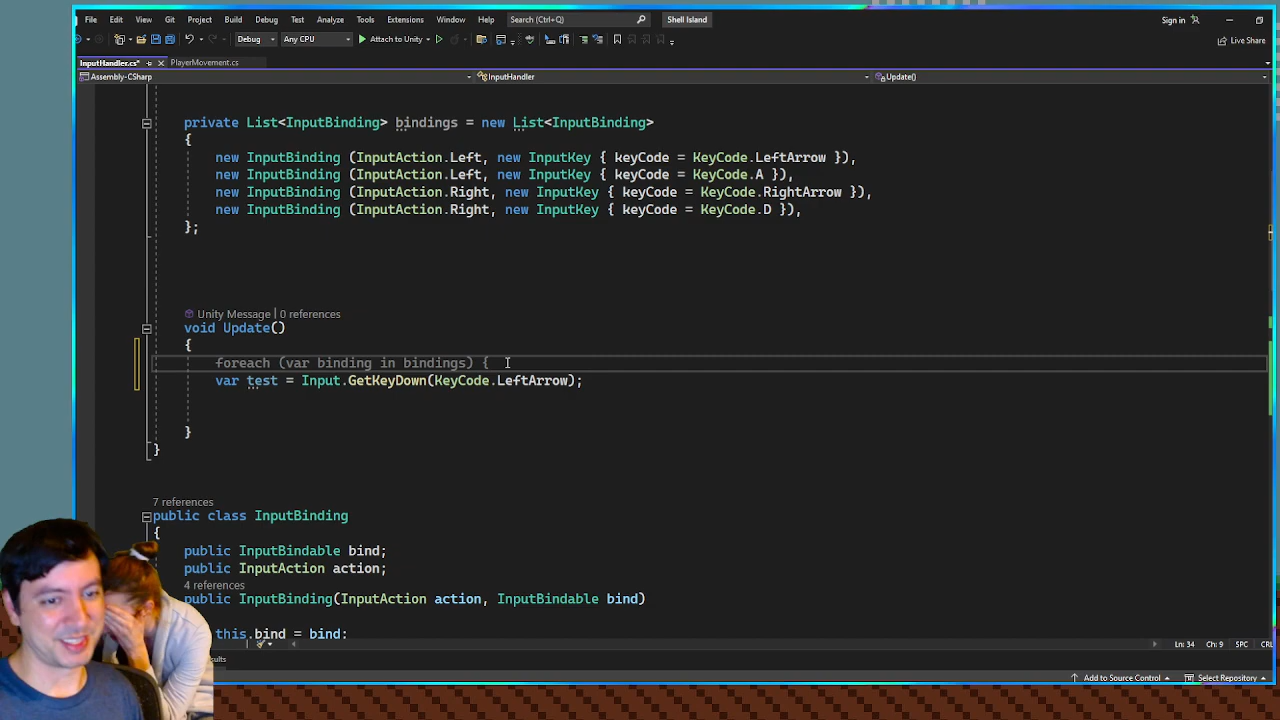 File Edit View Git Project Build Debug Test Analyze Tools Extensions Window Help Search (Ctrl+Q) Shell Island Sign in
Debug Any CPU Attach to Unity Live Share
InputHandler.cs* PlayerMovement.cs
Assembly-CSharp InputHandler Update()
private List<InputBinding> bindings = new List<InputBinding>
{
new InputBinding (InputAction.Left, new InputKey { keyCode = KeyCode.LeftArrow }),
new InputBinding (InputAction.Left, new InputKey { keyCode = KeyCode.A }),
new InputBinding (InputAction.Right, new InputKey { keyCode = KeyCode.RightArrow }),
new InputBinding (InputAction.Right, new InputKey { keyCode = KeyCode.D }),
};
Unity Message | 0 references
void Update()
{
foreach (var binding in bindings) {
var test = Input.GetKeyDown(KeyCode.LeftArrow);
}
}
7 references
public class InputBinding
{
public InputBindable bind;
public InputAction action;
4 references
public InputBinding(InputAction action, InputBindable bind)
this.bind = bind;
Ln: 34 Ch: 9 SPC
Add to Source Control Select Repository